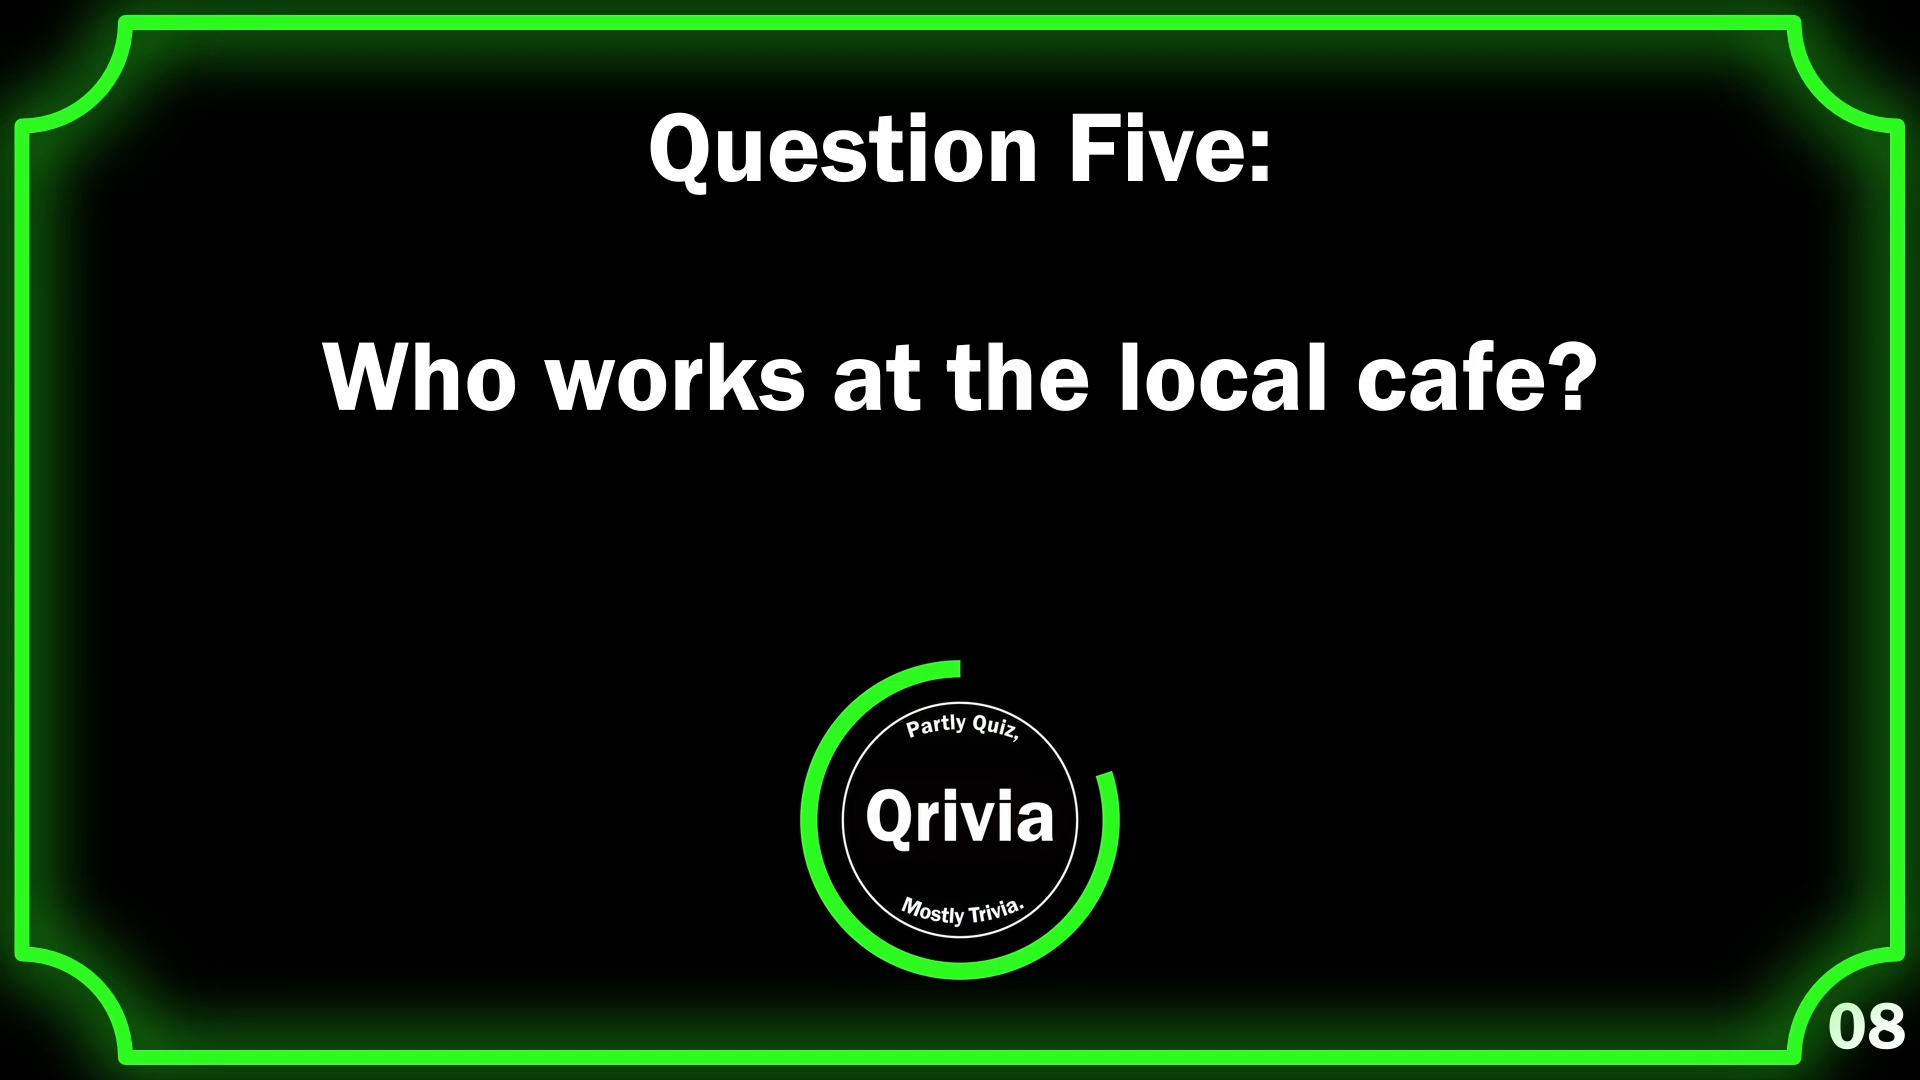 Question Five:
Who works at the local cafe?
Partly Quiz,
Qrivia
Mostly Trivia.
08